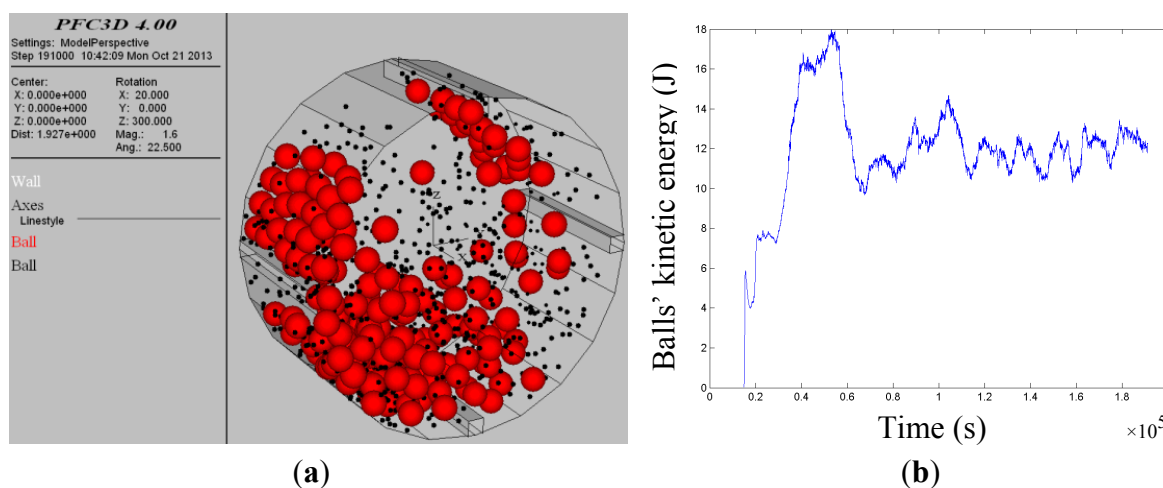 PFC3D 4.00
Settings: ModelPerspective
Step 191000 10:42:09 Mon Oct 21 2013
Center: Rotation
X: 0.000e+000 X: 20.000
Y: 0.000e+000 Y: 0.000
Z: 0.000e+000 Z: 300.000
Dist: 1.927e+000 Mag.: 1.6
Ang.: 22.500
Wall
Axes
Linestyle
Ball
Ball
z
x
(a)
Balls' kinetic energy (J)
18
16
14
12
10
8
6
4
2
0
0 0.2 0.4 0.6 0.8 1 1.2 1.4 1.6 1.8
Time (s) ×10⁵
(b)